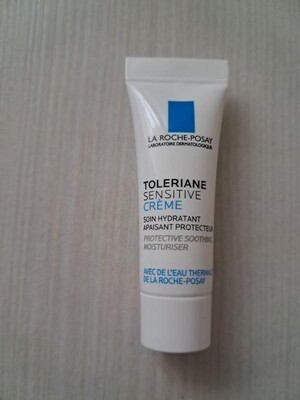 LA ROCHE-POSAY
LABORATOIRE DERMATOLOGIQUE
TOLERIANE
SENSITIVE
CRÈME
SOIN HYDRATANT
APAISANT PROTECTEUR
PROTECTIVE SOOTHING
MOISTURISER
AVEC DE L'EAU THERMALE
DE LA ROCHE-POSAY